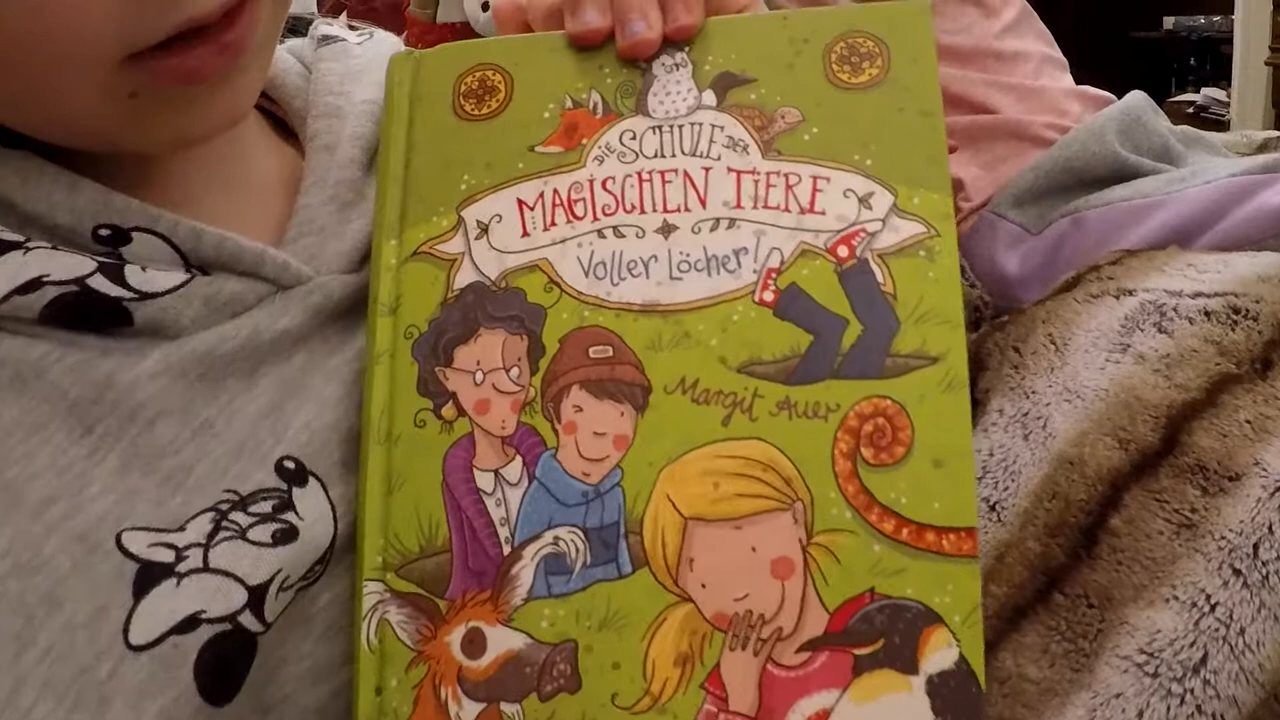 DIE SCHULE DER
MAGISCHEN TIERE
Voller Löcher!
Margit Auer